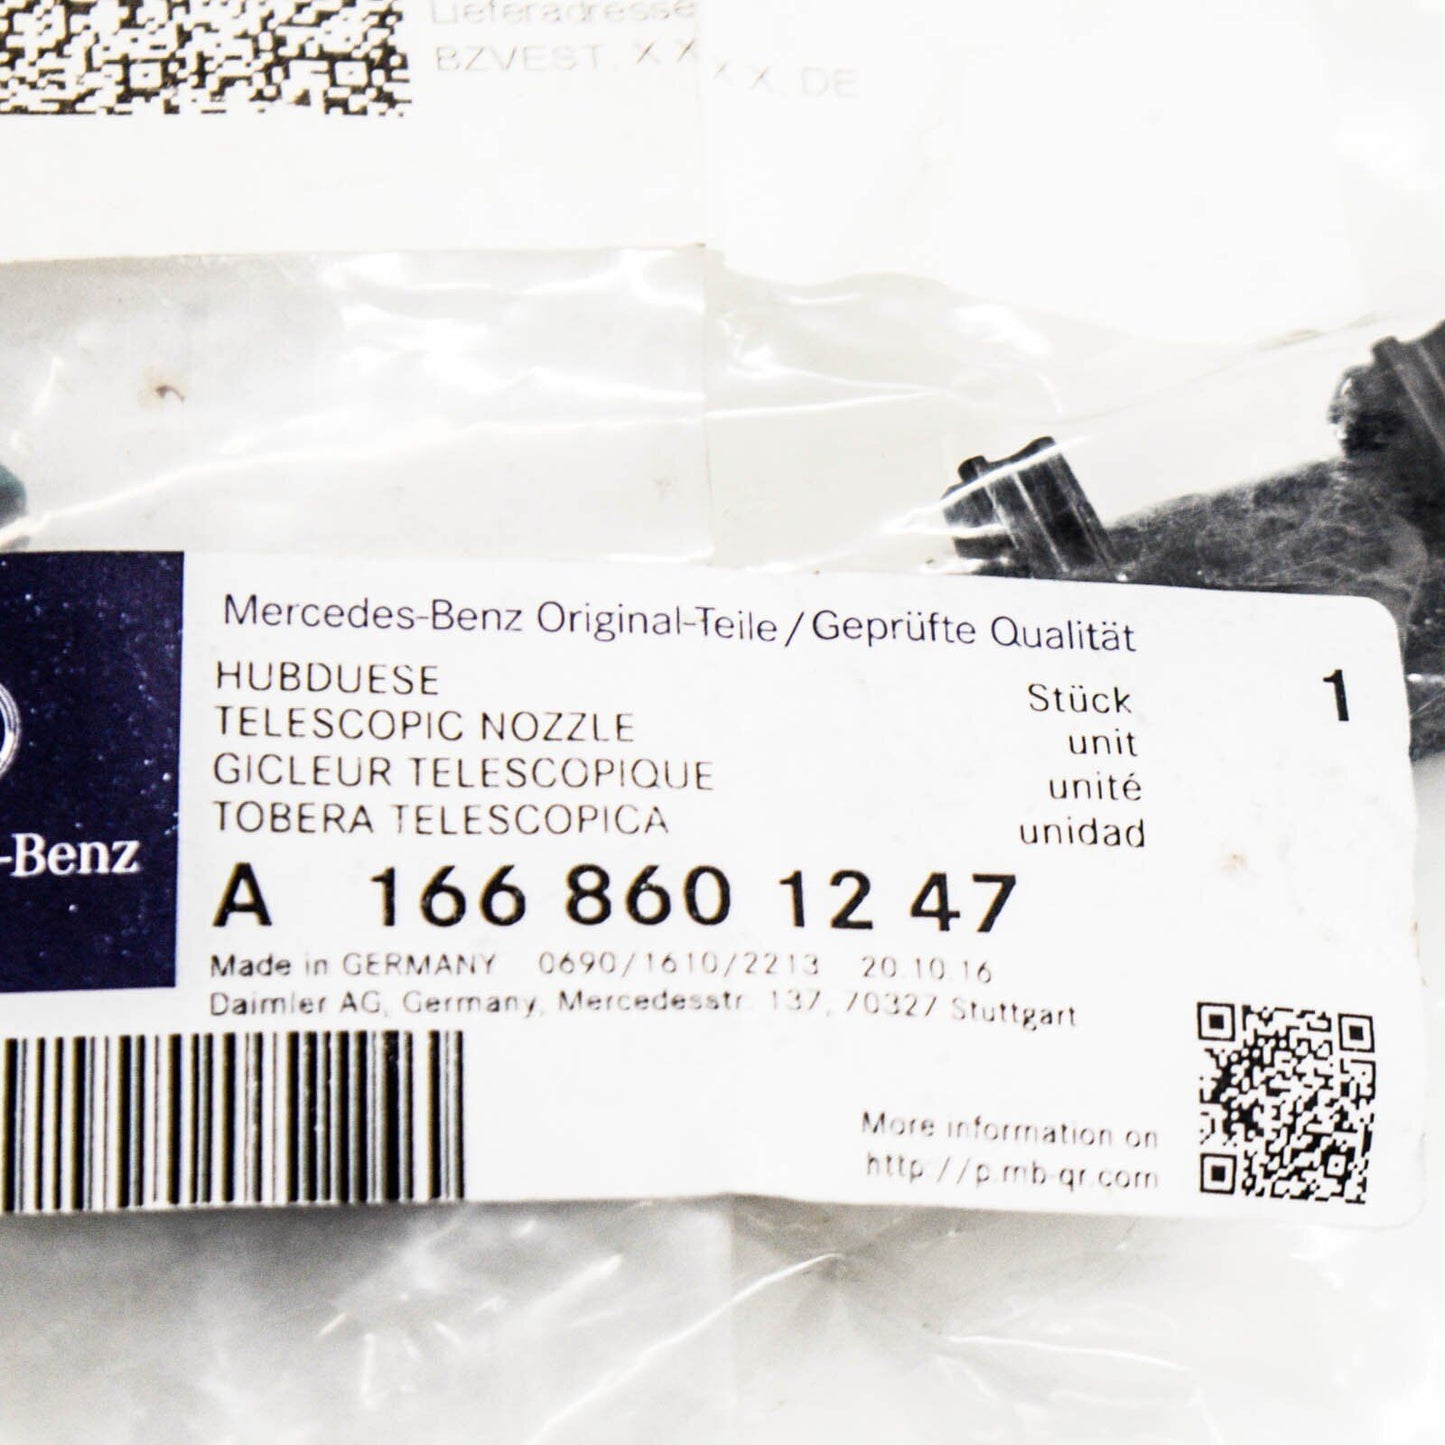 Lieferadresse
BZVEST, X X X X, DE
Mercedes-Benz Original-Teile/Geprüfte Qualität
HUBDUESE
TELESCOPIC NOZZLE
GICLEUR TELESCOPIQUE
TOBERA TELESCOPICA
Stück 1
unit
unité
unidad
-Benz
A 166 860 12 47
Made in GERMANY 0690/1610/2213 20.10.16
Daimler AG, Germany, Mercedesstr. 137, 70327 Stuttgart
More information on
http://p.mb-qr.com